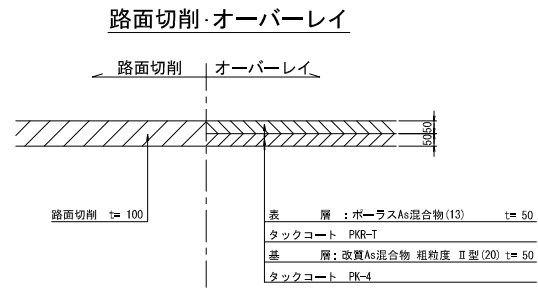 路面切削・オーバーレイ
路面切削 オーバーレイ
50
50
路面切削 t= 100
表 層 : ポーラスAs混合物(13) t= 50
タックコート PKR-T
基 層: 改質As混合物 粗粒度 Ⅱ型(20) t= 50
タックコート PK-4